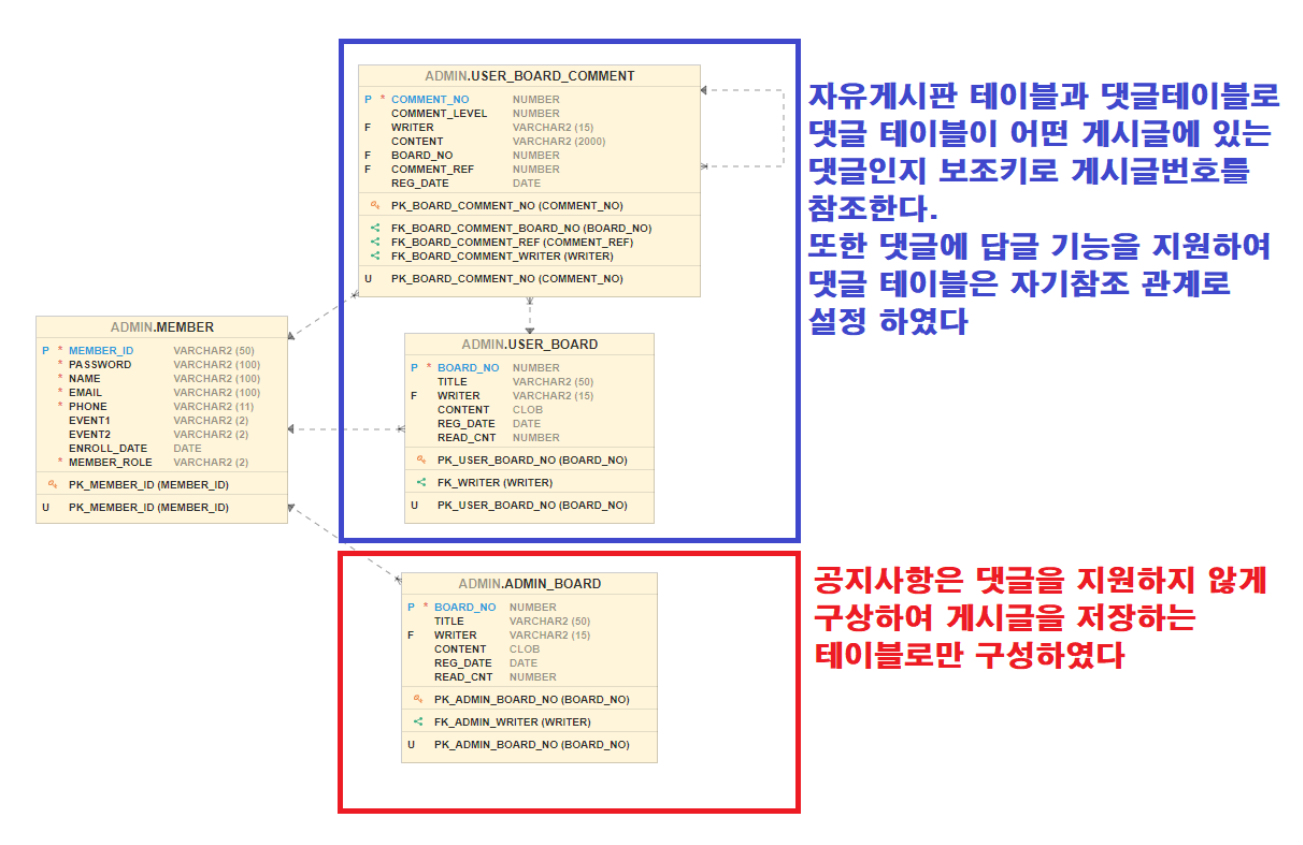 ADMIN.USER_BOARD_COMMENT
P * COMMENT_NO NUMBER
COMMENT_LEVEL NUMBER
F WRITER VARCHAR2 (15)
CONTENT VARCHAR2 (2000)
F BOARD_NO NUMBER
F COMMENT_REF NUMBER
REG_DATE DATE
PK_BOARD_COMMENT_NO (COMMENT_NO)
FK_BOARD_COMMENT_BOARD_NO (BOARD_NO)
FK_BOARD_COMMENT_REF (COMMENT_REF)
FK_BOARD_COMMENT_WRITER (WRITER)
U PK_BOARD_COMMENT_NO (COMMENT_NO)
자유게시판 테이블과 댓글테이블로
댓글 테이블이 어떤 게시글에 있는
댓글인지 보조키로 게시글번호를
참조한다.
또한 댓글에 답글 기능을 지원하여
댓글 테이블은 자기참조 관계로
설정 하였다
ADMIN.MEMBER
P * MEMBER_ID VARCHAR2 (50)
* PASSWORD VARCHAR2 (100)
* NAME VARCHAR2 (100)
* EMAIL VARCHAR2 (100)
* PHONE VARCHAR2 (11)
EVENT1 VARCHAR2 (2)
EVENT2 VARCHAR2 (2)
ENROLL_DATE DATE
* MEMBER_ROLE VARCHAR2 (2)
PK_MEMBER_ID (MEMBER_ID)
U PK_MEMBER_ID (MEMBER_ID)
ADMIN.USER_BOARD
P * BOARD_NO NUMBER
TITLE VARCHAR2 (50)
F WRITER VARCHAR2 (15)
CONTENT CLOB
REG_DATE DATE
READ_CNT NUMBER
PK_USER_BOARD_NO (BOARD_NO)
FK_WRITER (WRITER)
U PK_USER_BOARD_NO (BOARD_NO)
ADMIN.ADMIN_BOARD
P * BOARD_NO NUMBER
TITLE VARCHAR2 (50)
F WRITER VARCHAR2 (15)
CONTENT CLOB
REG_DATE DATE
READ_CNT NUMBER
PK_ADMIN_BOARD_NO (BOARD_NO)
FK_ADMIN_WRITER (WRITER)
U PK_ADMIN_BOARD_NO (BOARD_NO)
공지사항은 댓글을 지원하지 않게
구상하여 게시글을 저장하는
테이블로만 구성하였다